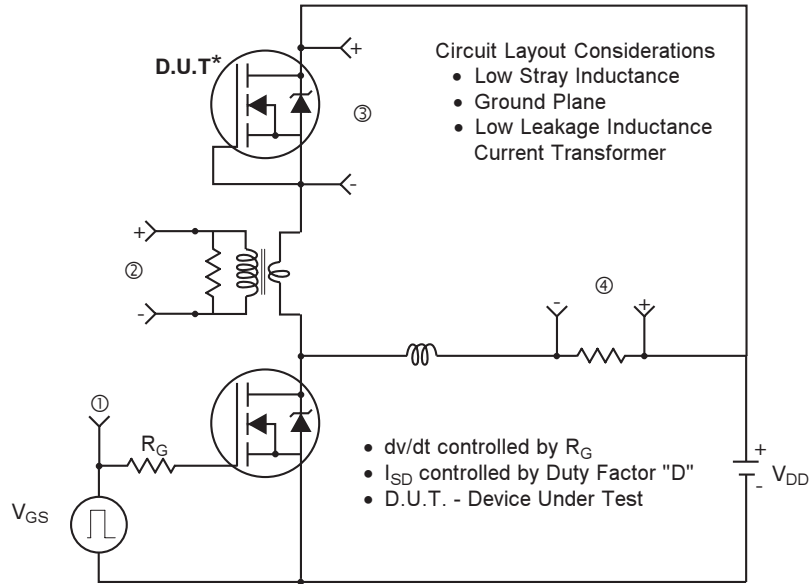 D.U.T*
+
③
-
Circuit Layout Considerations
• Low Stray Inductance
• Ground Plane
• Low Leakage Inductance
Current Transformer
+
②
-
④
-
+
①
R_G
V_GS
• dv/dt controlled by R_G
• I_SD controlled by Duty Factor "D"
• D.U.T. - Device Under Test
+
-
V_DD